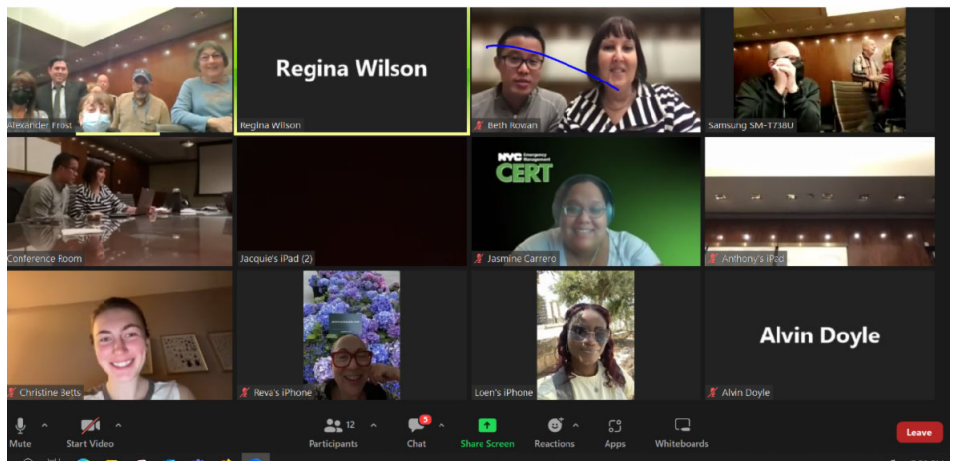 Alexander Frost
Regina Wilson
Regina Wilson
Beth Rovian
Samsung SM-T738U
Conference Room
Jacquie's iPad (2)
NYC Emergency
Management
CERT
Jasmine Carrero
Anthony's iPad
Christine Betts
Reva's iPhone
Loen's iPhone
Alvin Doyle
Alvin Doyle
12
5
Mute
Start Video
Participants
Chat
Share Screen
Reactions
Apps
Whiteboards
Leave